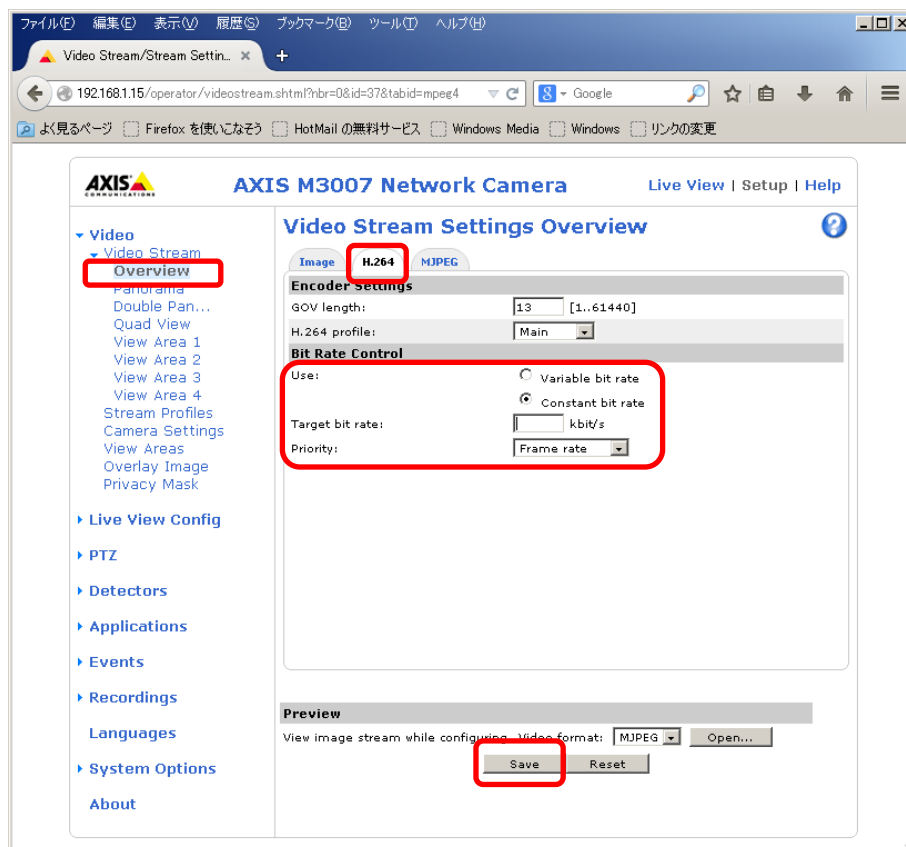 ファイル(F) 編集(E) 表示(V) 履歴(S) ブックマーク(B) ツール(T) ヘルプ(H)
Video Stream/Stream Settin...
192.168.1.15/operator/videostream.shtml?nbr=0&id=37&tabid=mpeg4
Google
よく見るページ Firefox を使いこなそう HotMail の無料サービス Windows Media Windows リンクの変更
AXIS COMMUNICATIONS
AXIS M3007 Network Camera
Live View | Setup | Help
Video
Video Stream
Overview
Panorama
Double Pan...
Quad View
View Area 1
View Area 2
View Area 3
View Area 4
Stream Profiles
Camera Settings
View Areas
Overlay Image
Privacy Mask
Live View Config
PTZ
Detectors
Applications
Events
Recordings
Languages
System Options
About
Video Stream Settings Overview
Image H.264 MJPEG
Encoder Settings
GOV length: 13 [1..61440]
H.264 profile: Main
Bit Rate Control
Use: Variable bit rate
Constant bit rate
Target bit rate: kbit/s
Priority: Frame rate
Preview
View image stream while configuring. Video format: MJPEG Open...
Save Reset